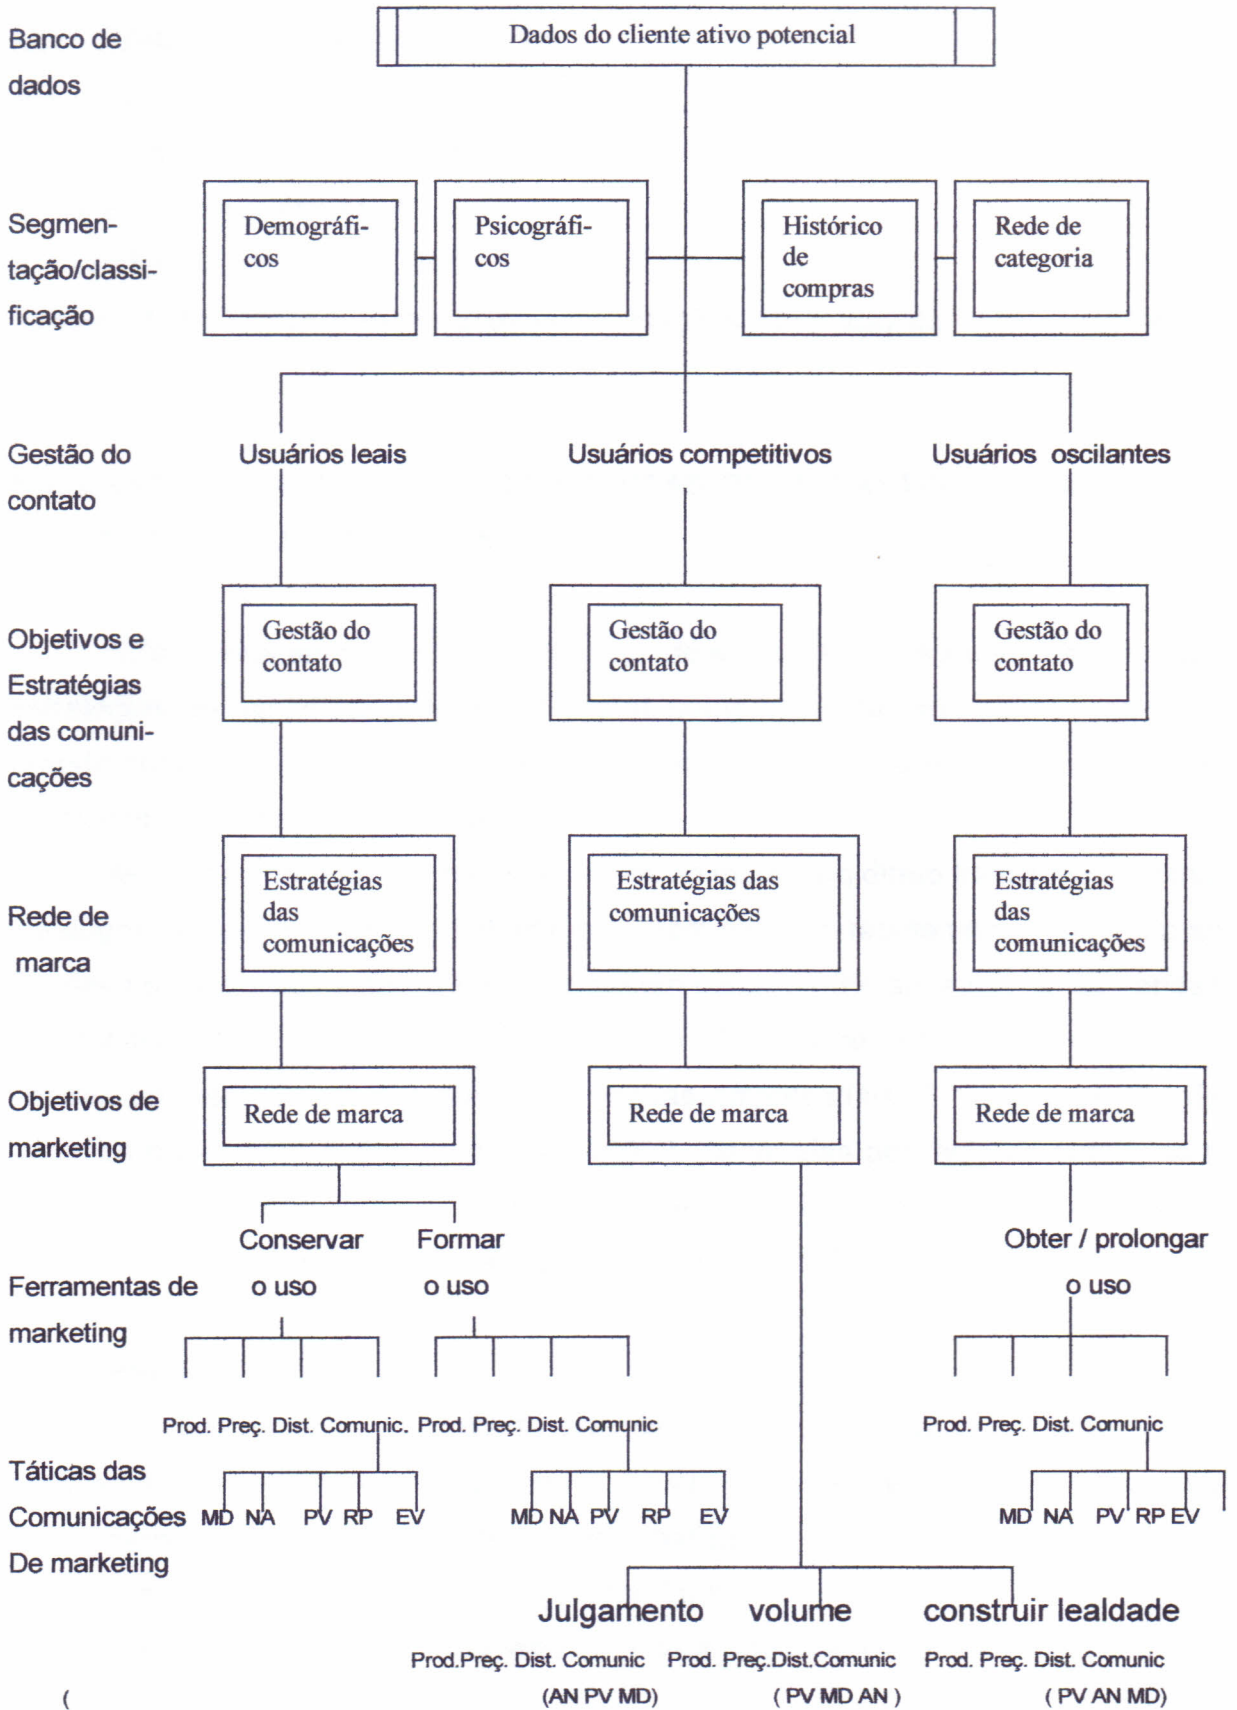 Banco de
dados
Dados do cliente ativo potencial
Segmen-
tação/classi-
ficação
Demográfi-
cos
Psicográfi-
cos
Histórico
de
compras
Rede de
categoria
Gestão do
contato
Usuários leais
Usuários competitivos
Usuários oscilantes
Objetivos e
Estratégias
das comuni-
cações
Gestão do
contato
Gestão do
contato
Gestão do
contato
Rede de
marca
Estratégias
das
comunicações
Estratégias das
comunicações
Estratégias
das
comunicações
Objetivos de
marketing
Rede de marca
Rede de marca
Rede de marca
Conservar
o uso
Formar
o uso
Obter / prolongar
o uso
Ferramentas de
marketing
Prod. Preç. Dist. Comunic. Prod. Preç. Dist. Comunic
Prod. Preç. Dist. Comunic
Táticas das
Comunicações
De marketing
MD NA PV RP EV
MD NA PV RP EV
MD NA PV RP EV
Julgamento volume construir lealdade
Prod.Preç. Dist. Comunic Prod. Preç.Dist.Comunic Prod. Preç. Dist. Comunic
( (AN PV MD) ( PV MD AN ) ( PV AN MD)